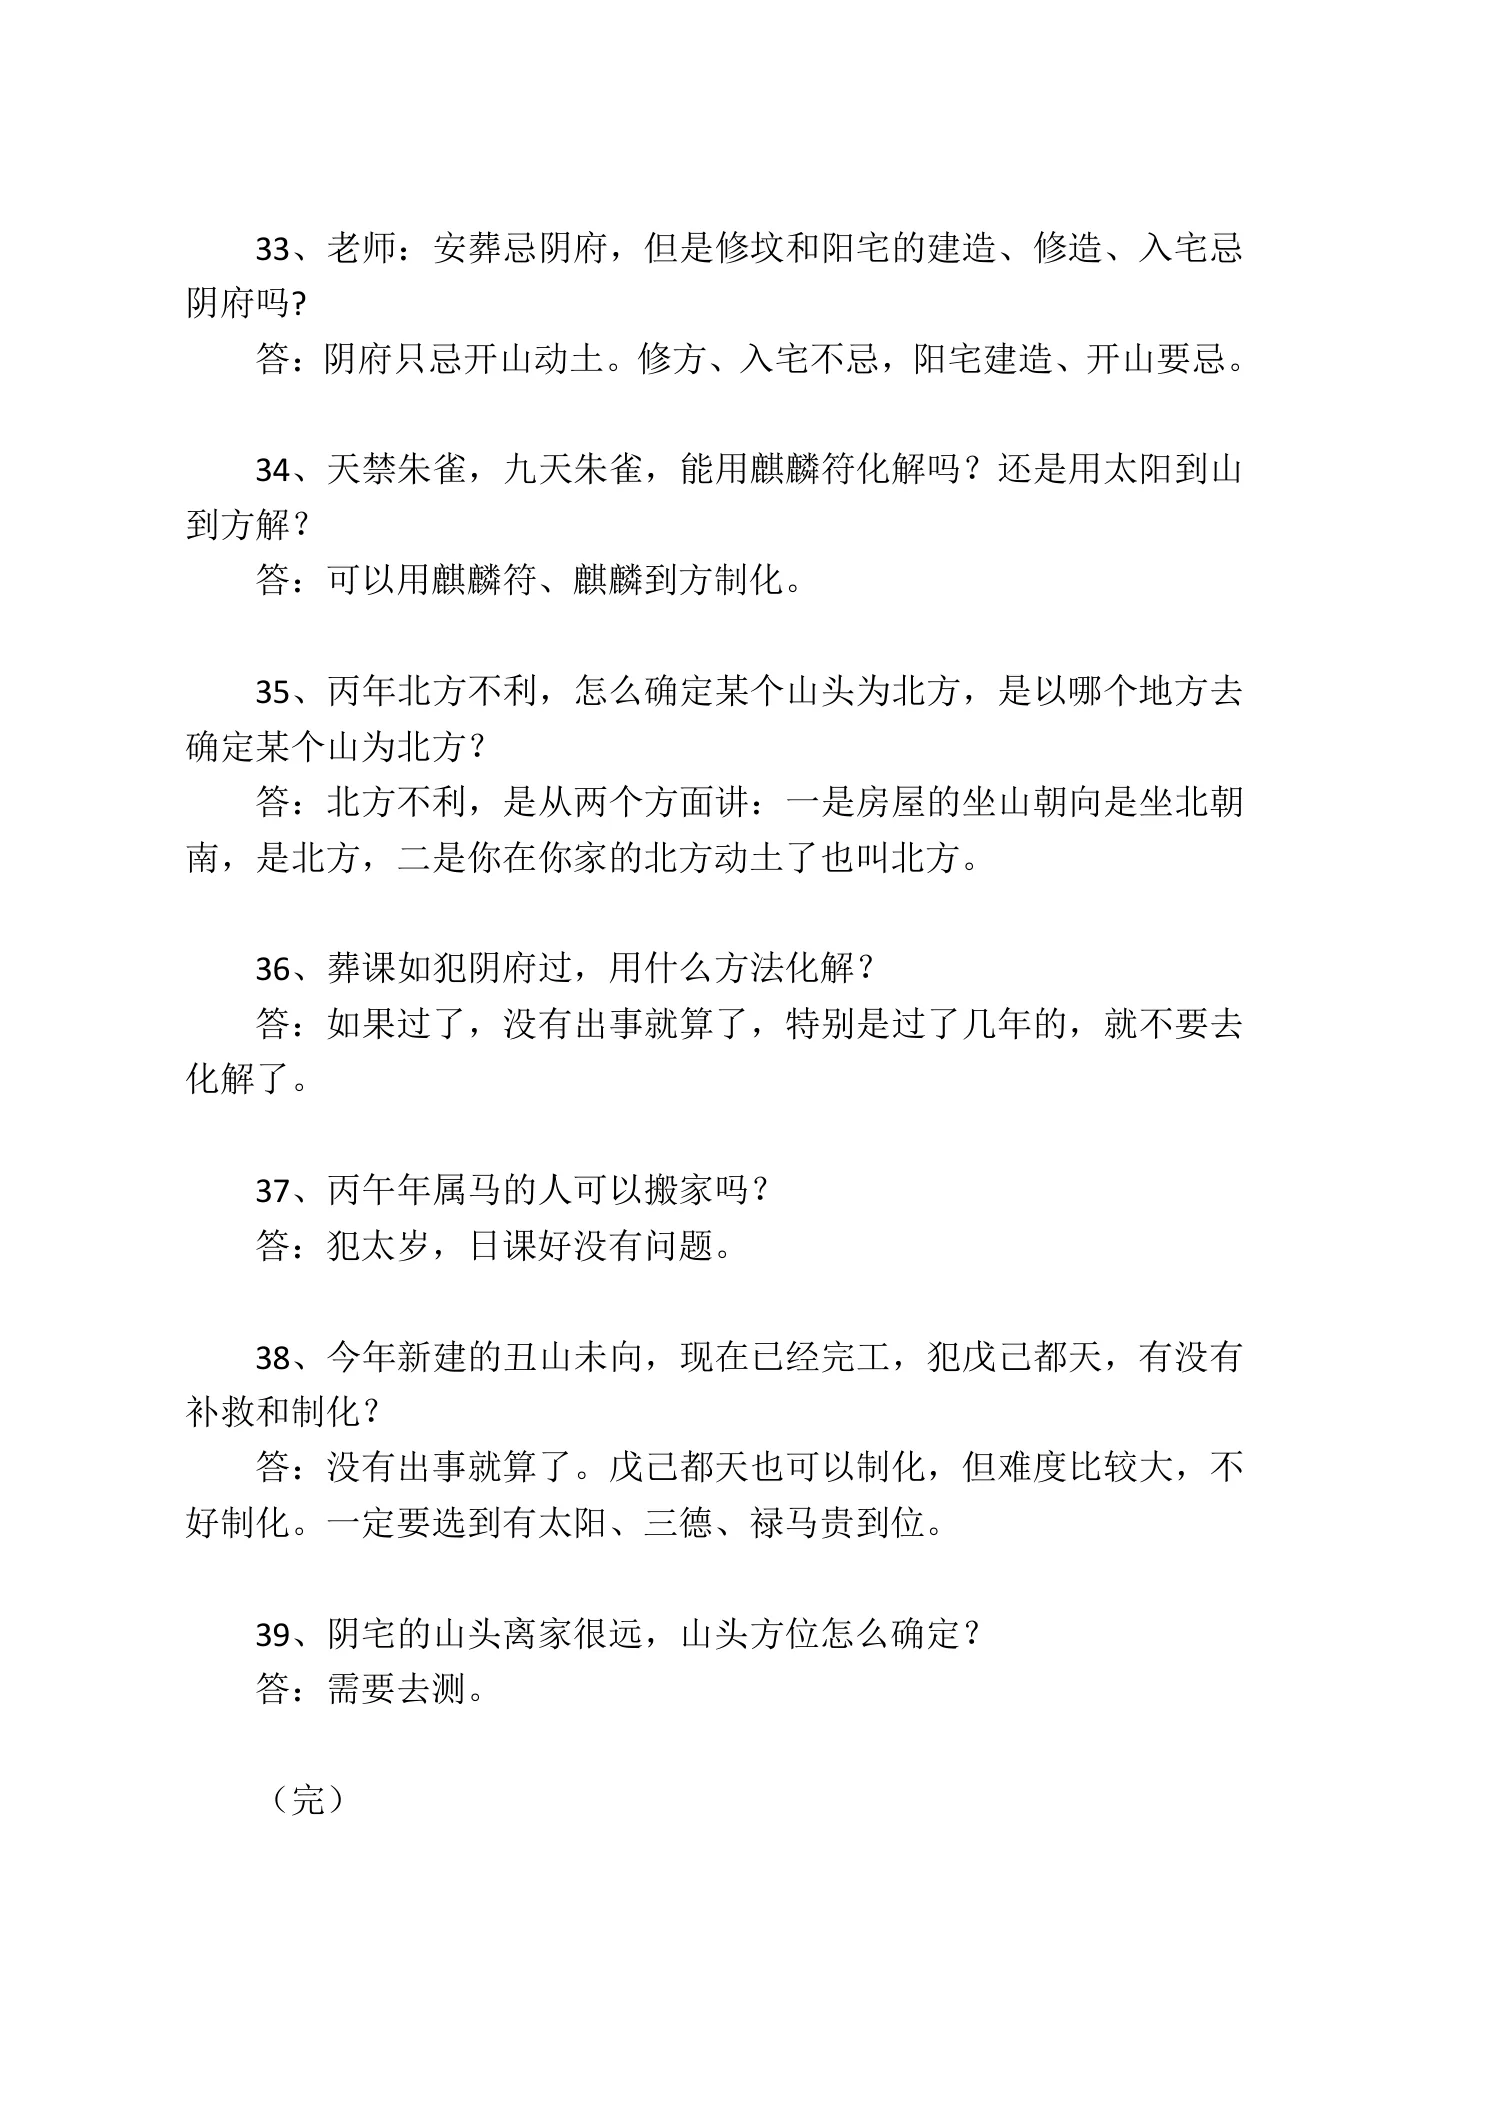 33、老师：安葬忌阴府，但是修坟和阳宅的建造、修造、入宅忌
阴府吗?
答：阴府只忌开山动土。修方、入宅不忌，阳宅建造、开山要忌。
34、天禁朱雀，九天朱雀，能用麒麟符化解吗？还是用太阳到山
到方解？
答：可以用麒麟符、麒麟到方制化。
35、丙年北方不利，怎么确定某个山头为北方，是以哪个地方去
确定某个山为北方？
答：北方不利，是从两个方面讲：一是房屋的坐山朝向是坐北朝
南，是北方，二是你在你家的北方动土了也叫北方。
36、葬课如犯阴府过，用什么方法化解？
答：如果过了，没有出事就算了，特别是过了几年的，就不要去
化解了。
37、丙午年属马的人可以搬家吗？
答：犯太岁，日课好没有问题。
38、今年新建的丑山未向，现在已经完工，犯戊己都天，有没有
补救和制化？
答：没有出事就算了。戊己都天也可以制化，但难度比较大，不
好制化。一定要选到有太阳、三德、禄马贵到位。
39、阴宅的山头离家很远，山头方位怎么确定？
答：需要去测。
（完）